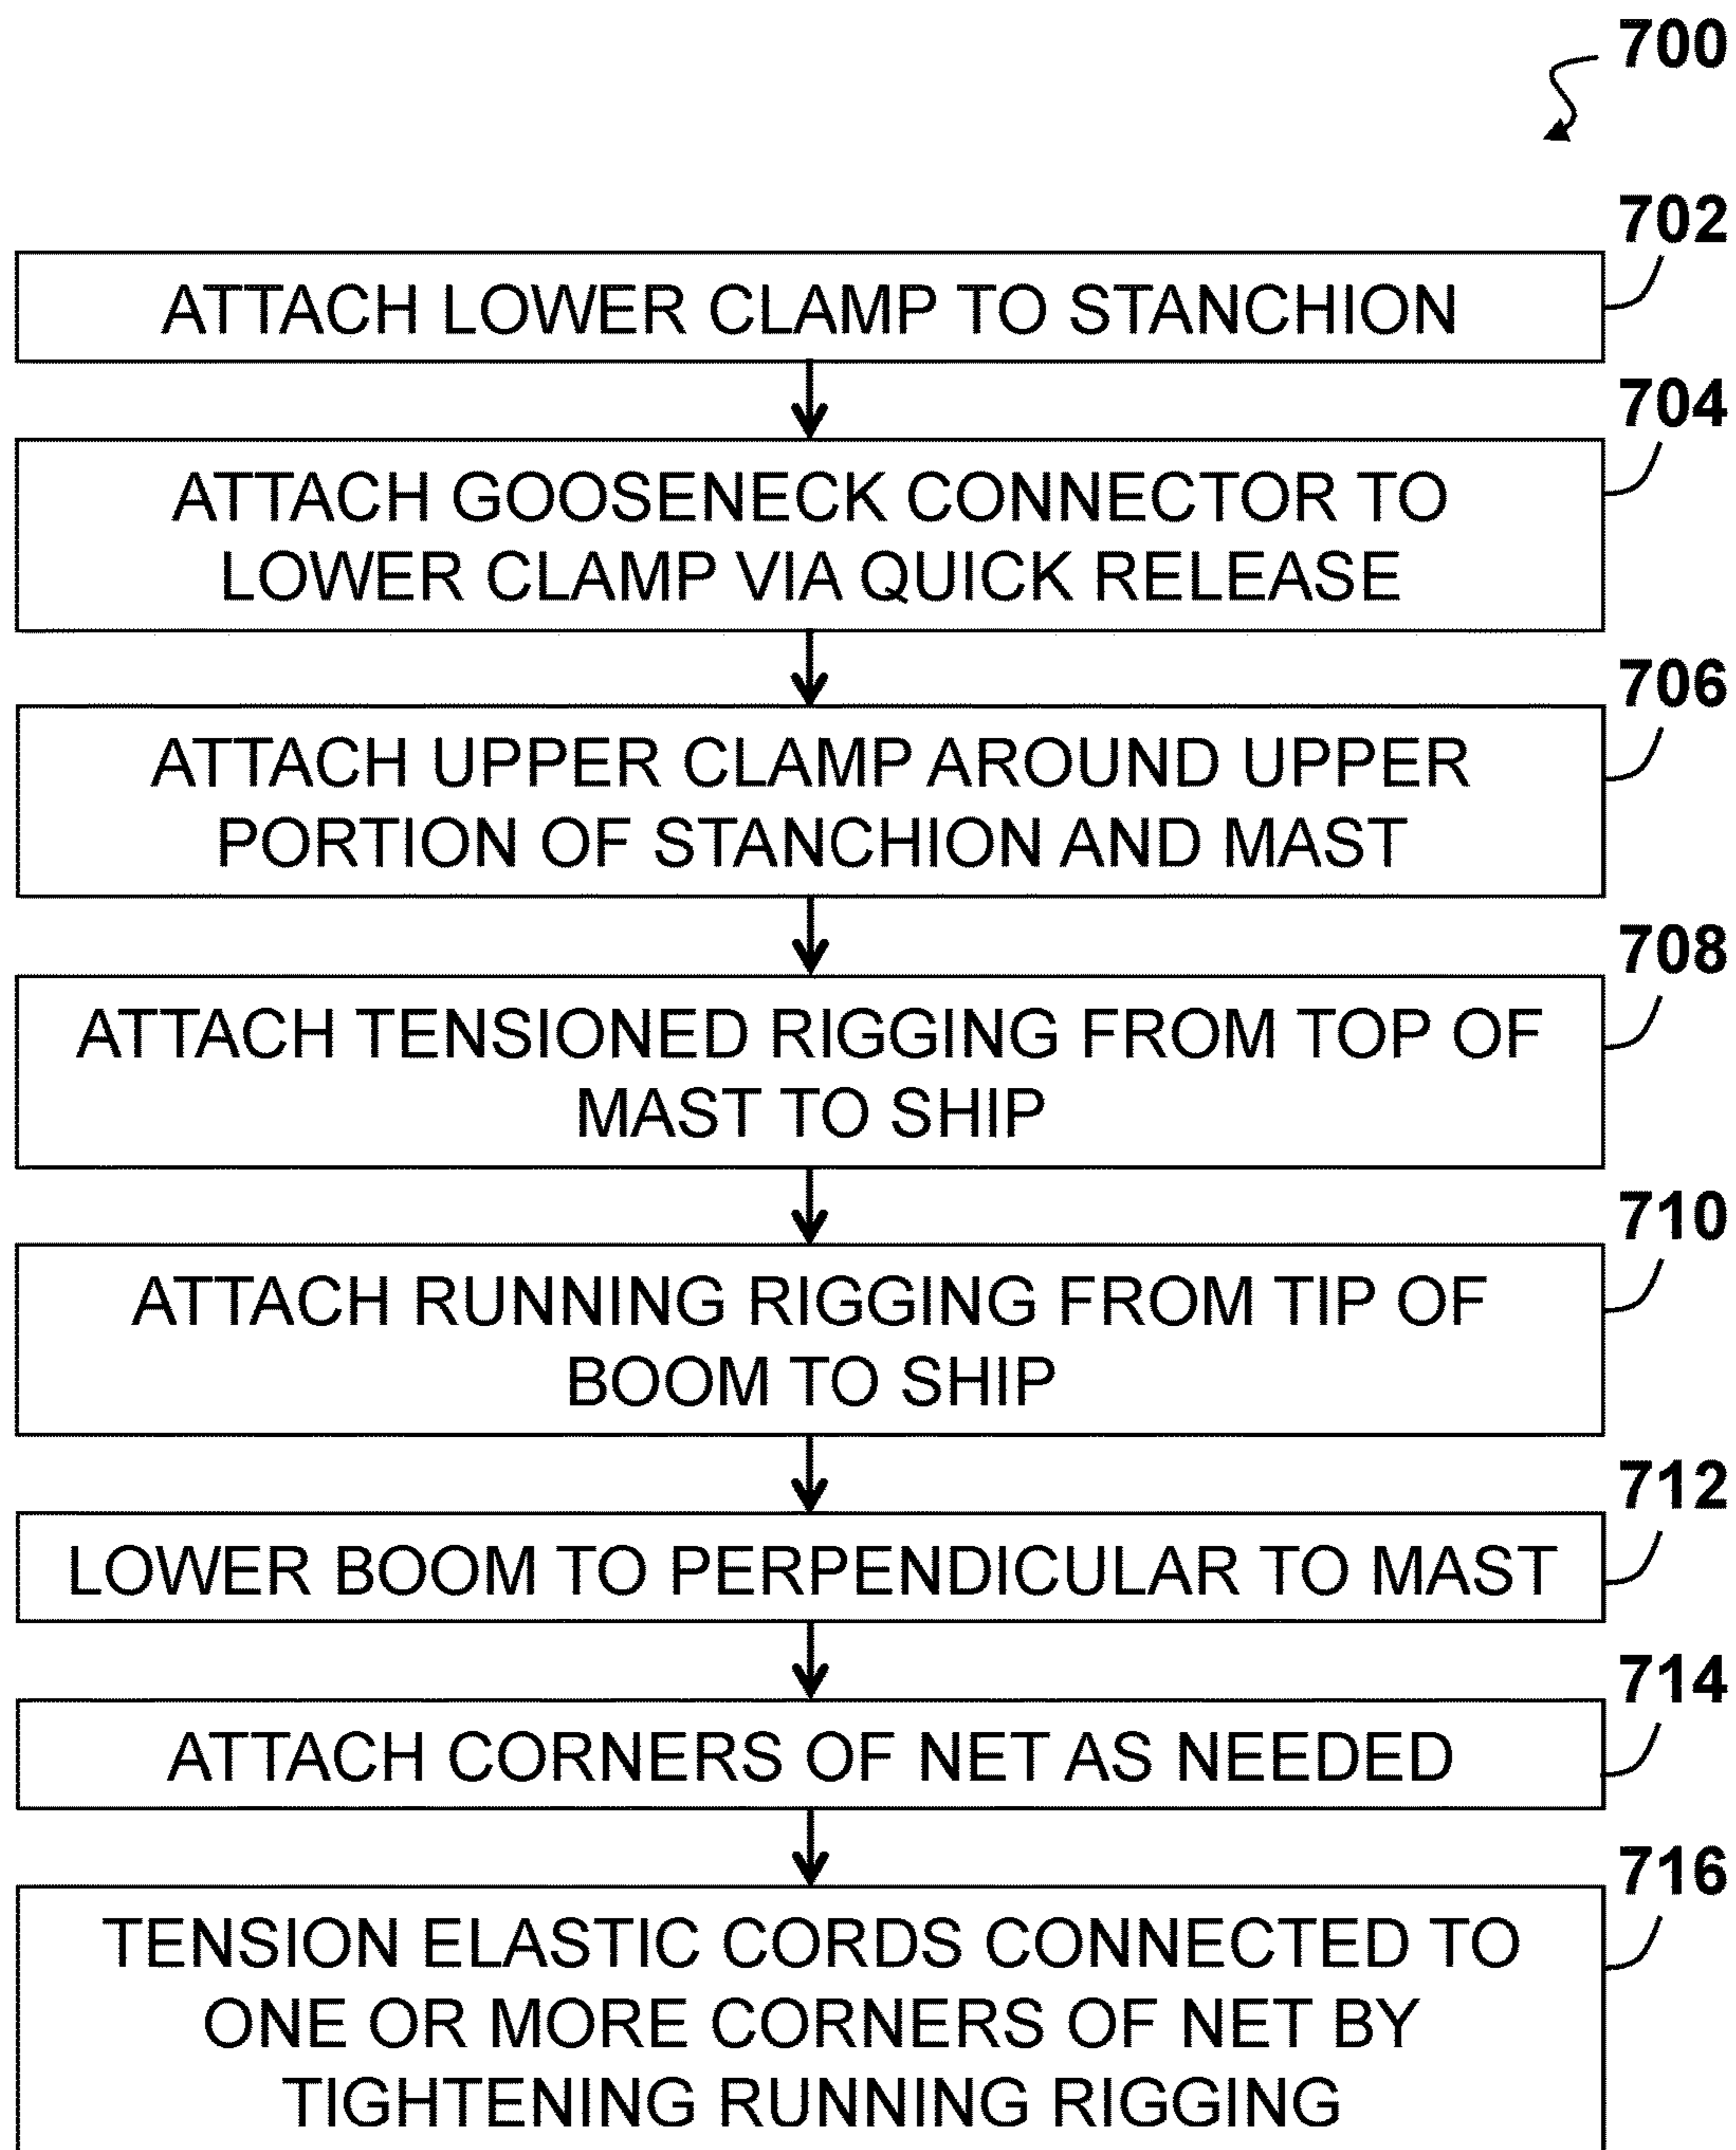 700
702
ATTACH LOWER CLAMP TO STANCHION
704
ATTACH GOOSENECK CONNECTOR TO
LOWER CLAMP VIA QUICK RELEASE
706
ATTACH UPPER CLAMP AROUND UPPER
PORTION OF STANCHION AND MAST
708
ATTACH TENSIONED RIGGING FROM TOP OF
MAST TO SHIP
710
ATTACH RUNNING RIGGING FROM TIP OF
BOOM TO SHIP
712
LOWER BOOM TO PERPENDICULAR TO MAST
714
ATTACH CORNERS OF NET AS NEEDED
716
TENSION ELASTIC CORDS CONNECTED TO
ONE OR MORE CORNERS OF NET BY
TIGHTENING RUNNING RIGGING